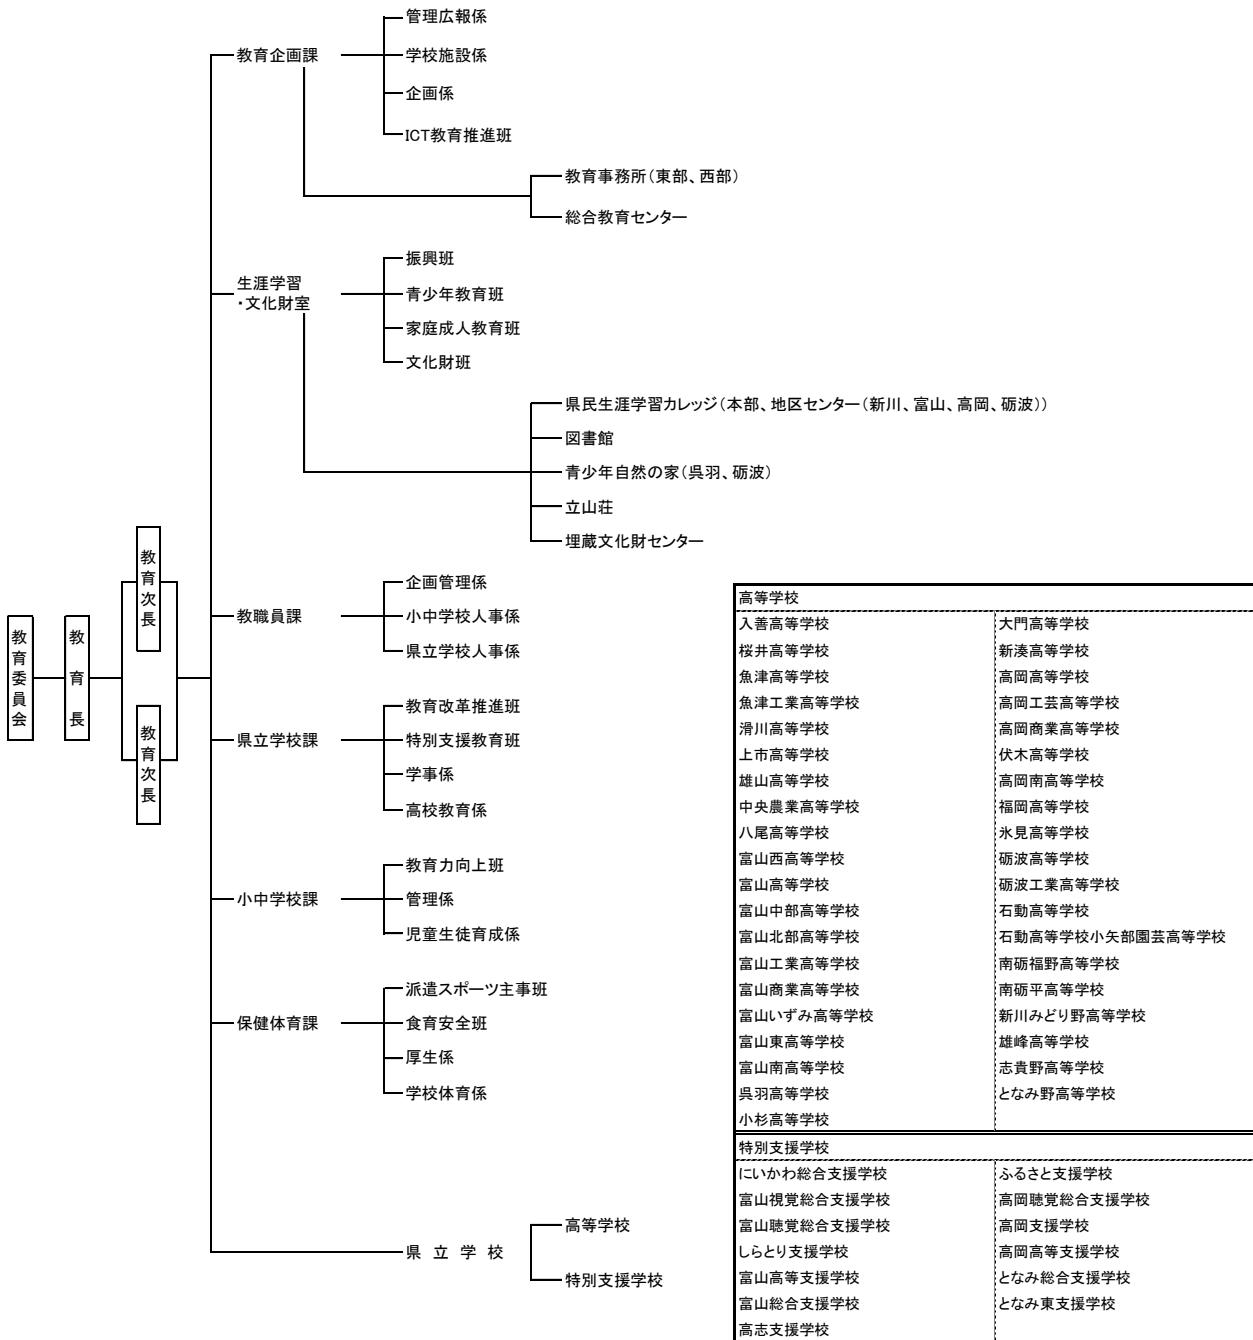 教育委員会
教育長
教育次長
教育次長
教育企画課
管理広報係
学校施設係
企画係
ICT教育推進班
教育事務所（東部、西部）
総合教育センター
生涯学習
・文化財室
振興班
青少年教育班
家庭成人教育班
文化財班
県民生涯学習カレッジ（本部、地区センター（新川、富山、高岡、砺波））
図書館
青少年自然の家（呉羽、砺波）
立山荘
埋蔵文化財センター
教職員課
企画管理係
小中学校人事係
県立学校人事係
県立学校課
教育改革推進班
特別支援教育班
学事係
高校教育係
小中学校課
教育力向上班
管理係
児童生徒育成係
保健体育課
派遣スポーツ主事班
食育安全班
厚生係
学校体育係
県 立 学 校
高等学校
特別支援学校
高等学校
入善高等学校
桜井高等学校
魚津高等学校
魚津工業高等学校
滑川高等学校
上市高等学校
雄山高等学校
中央農業高等学校
八尾高等学校
富山西高等学校
富山高等学校
富山中部高等学校
富山北部高等学校
富山工業高等学校
富山商業高等学校
富山いずみ高等学校
富山東高等学校
富山南高等学校
呉羽高等学校
小杉高等学校
大門高等学校
新湊高等学校
高岡高等学校
高岡工芸高等学校
高岡商業高等学校
伏木高等学校
高岡南高等学校
福岡高等学校
氷見高等学校
砺波高等学校
砺波工業高等学校
石動高等学校
石動高等学校小矢部園芸高等学校
南砺福野高等学校
南砺平高等学校
新川みどり野高等学校
雄峰高等学校
志貴野高等学校
となみ野高等学校
特別支援学校
にいかわ総合支援学校
富山視覚総合支援学校
富山聴覚総合支援学校
しらとり支援学校
富山高等支援学校
富山総合支援学校
高志支援学校
ふるさと支援学校
高岡聴覚総合支援学校
高岡支援学校
高岡高等支援学校
となみ総合支援学校
となみ東支援学校